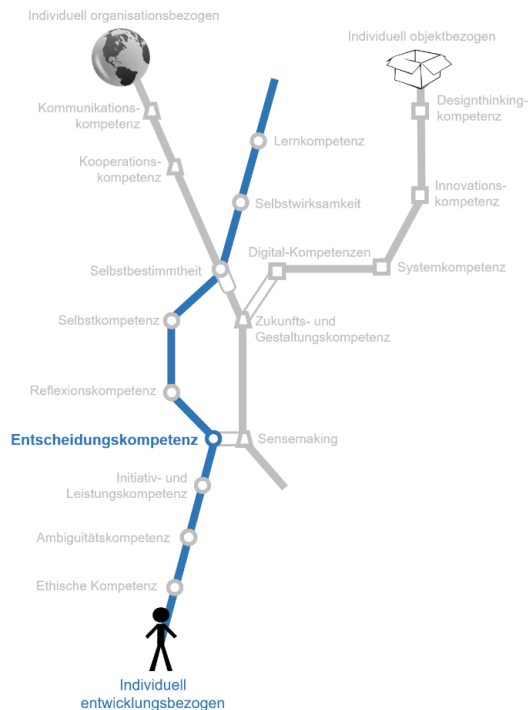 Individuell organisationsbezogen
Individuell objektbezogen
Kommunikations-
kompetenz
Designthinking-
kompetenz
Lernkompetenz
Kooperations-
kompetenz
Innovations-
kompetenz
Selbstwirksamkeit
Digital-Kompetenzen
Selbstbestimmtheit
Systemkompetenz
Selbstkompetenz
Zukunfts- und
Gestaltungskompetenz
Reflexionskompetenz
Entscheidungskompetenz
Sensemaking
Initiativ- und
Leistungskompetenz
Ambiguitätskompetenz
Ethische Kompetenz
Individuell
entwicklungsbezogen